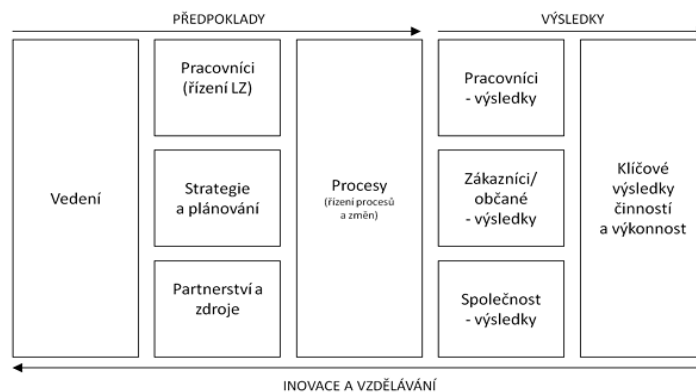 PŘEDPOKLADY
VÝSLEDKY
Vedení
Pracovníci
(řízení LZ)
Strategie
a plánování
Partnerství a
zdroje
Procesy
(řízení procesů
a změn)
Pracovníci
- výsledky
Zákazníci/
občané
- výsledky
Společnost
- výsledky
Klíčové
výsledky
činností
a výkonnost
INOVACE A VZDĚLÁVÁNÍ